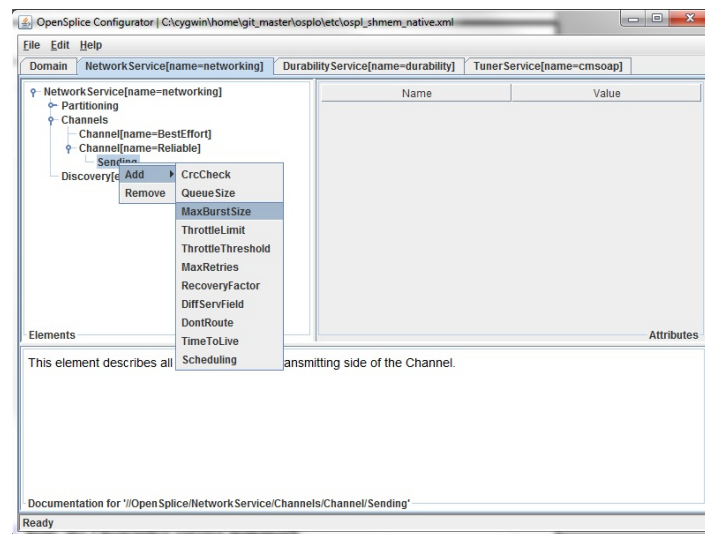 OpenSplice Configurator | C:\cygwin\home\git_master\osplo\etc\ospl_shmem_native.xml
File Edit Help
Domain NetworkService[name=networking] DurabilityService[name=durability] TunerService[name=cmsoap]
NetworkService[name=networking]
Partitioning
Channels
Channel[name=BestEffort]
Channel[name=Reliable]
Sending
Discovery[e
Add
Remove
CrcCheck
QueueSize
MaxBurstSize
ThrottleLimit
ThrottleThreshold
MaxRetries
RecoveryFactor
DiffServField
DontRoute
TimeToLive
Scheduling
Elements
Name Value
Attributes
This element describes all ansmitting side of the Channel.
Documentation for '//OpenSplice/NetworkService/Channels/Channel/Sending'
Ready